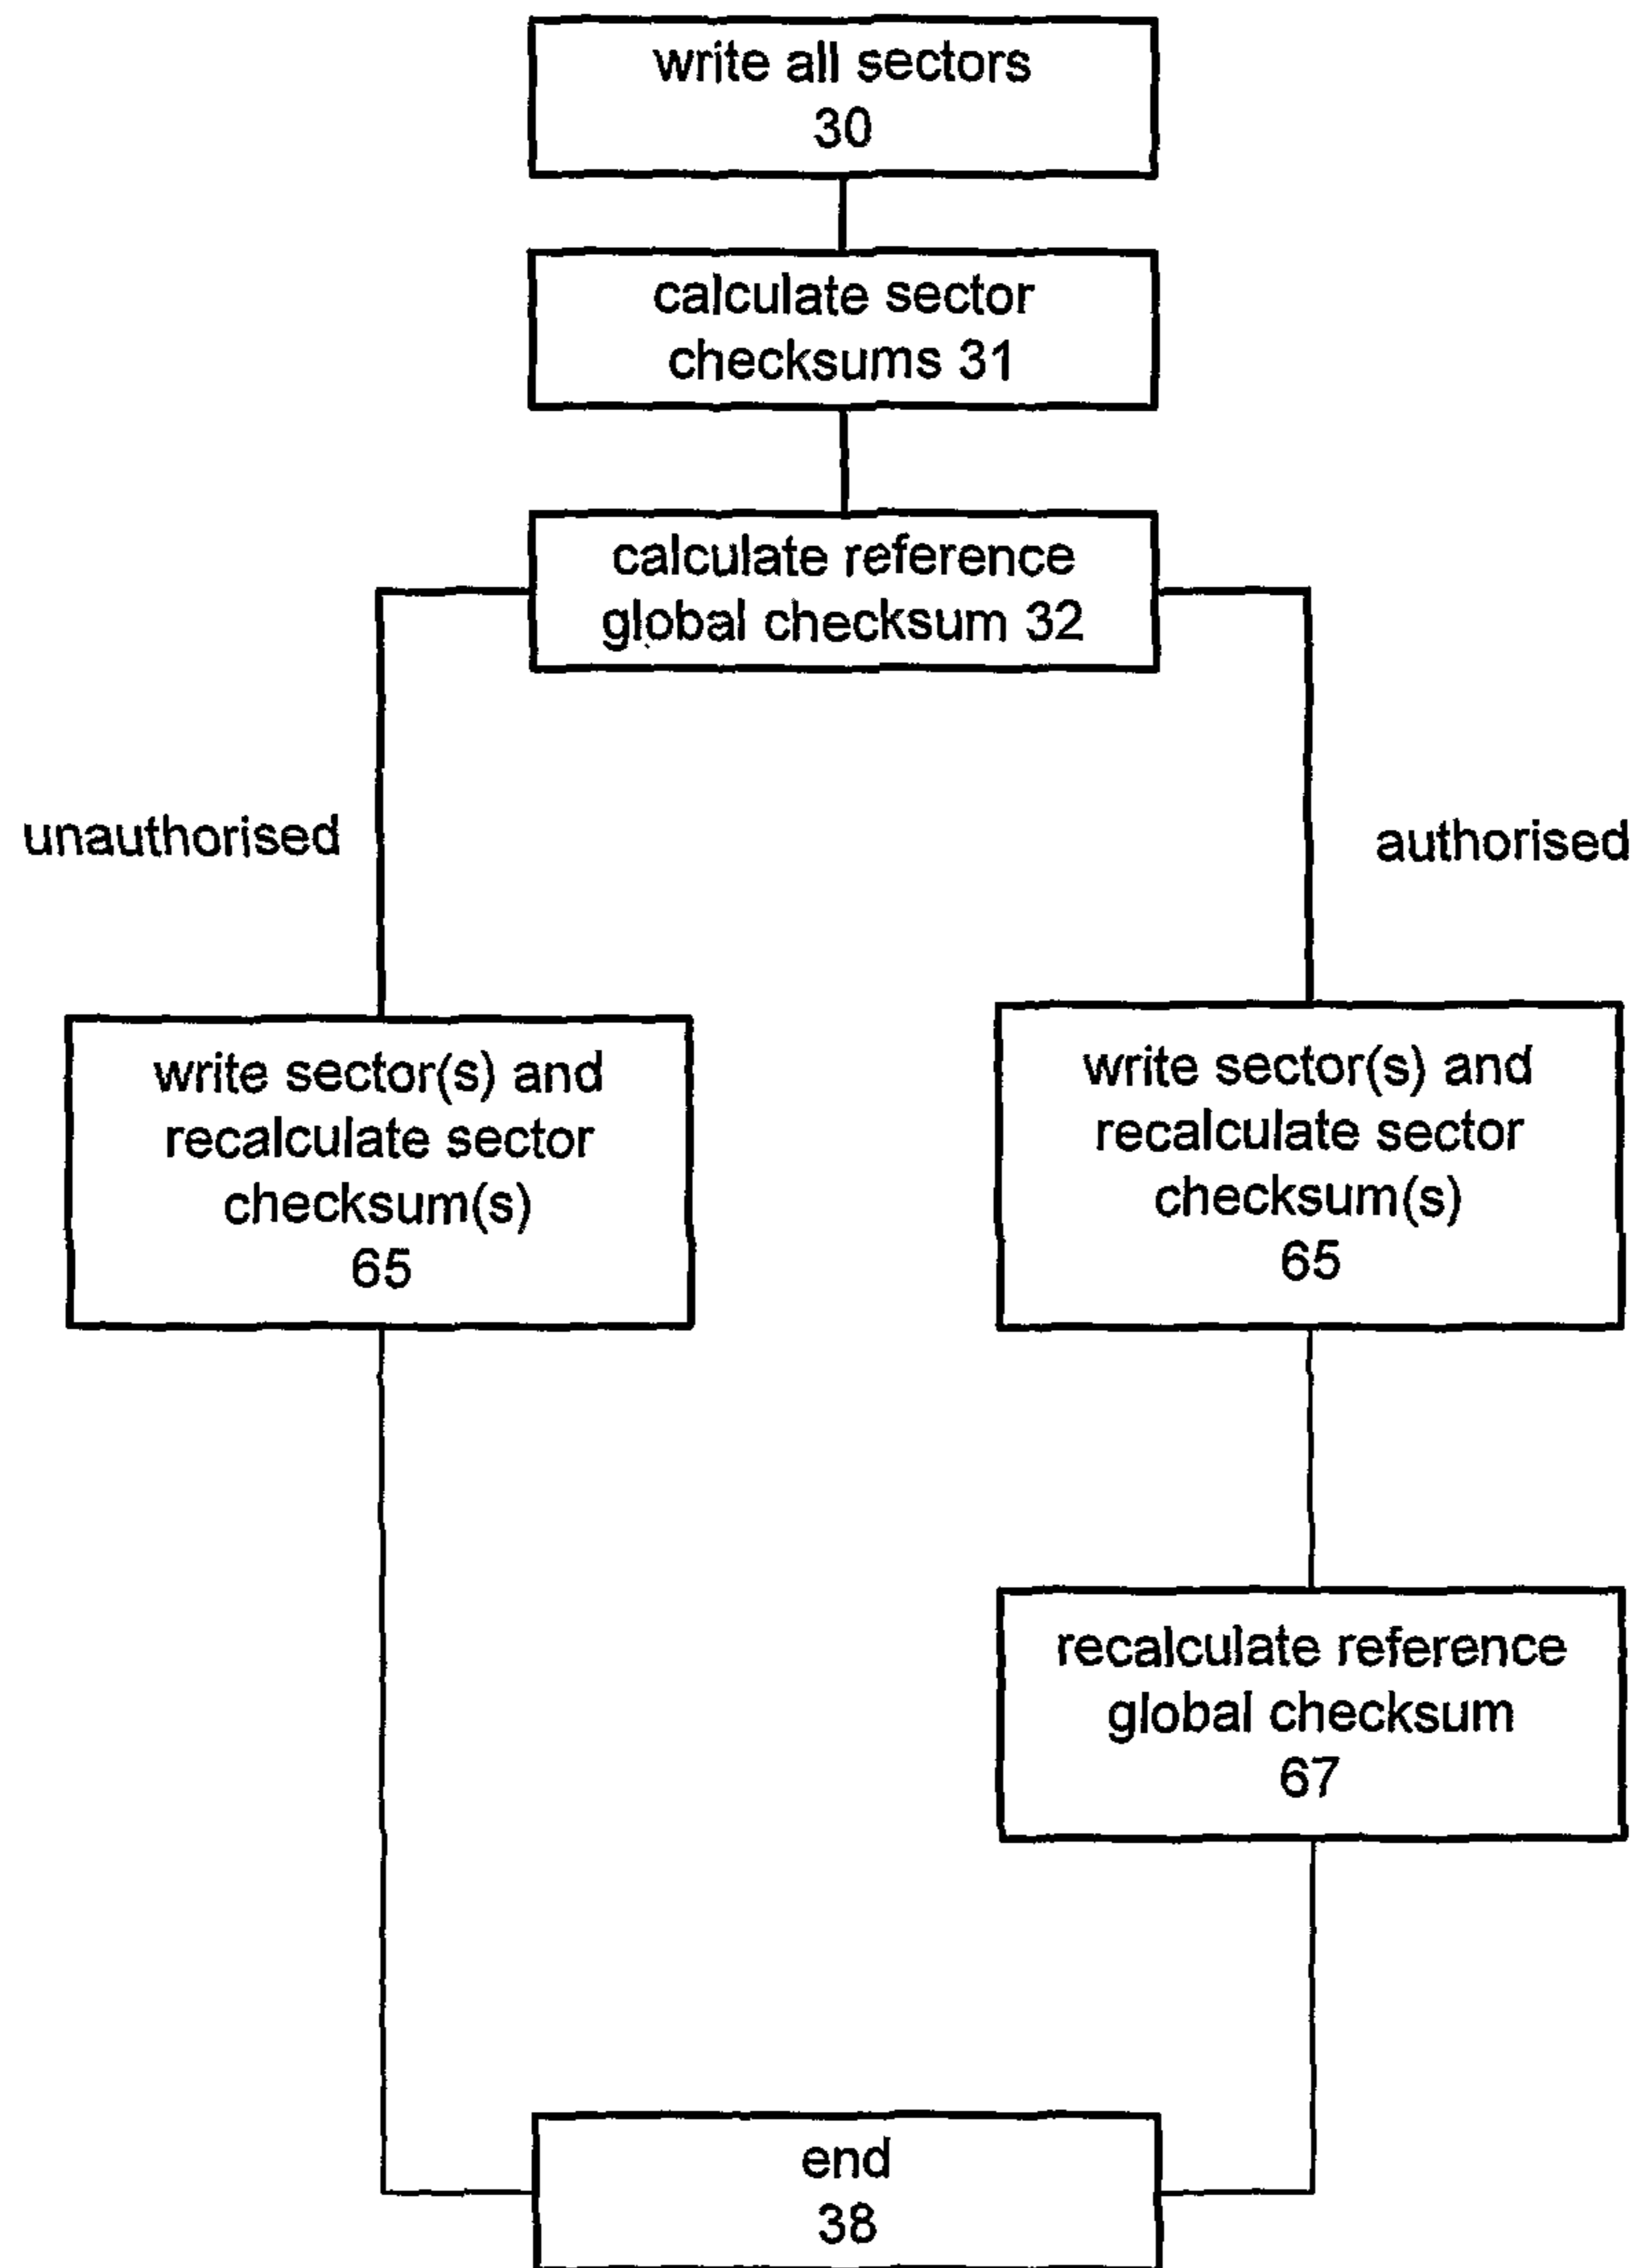 write all sectors
30
calculate sector
checksums 31
calculate reference
global checksum 32
unauthorised
authorised
write sector(s) and
recalculate sector
checksum(s)
65
write sector(s) and
recalculate sector
checksum(s)
65
recalculate reference
global checksum
67
end
38